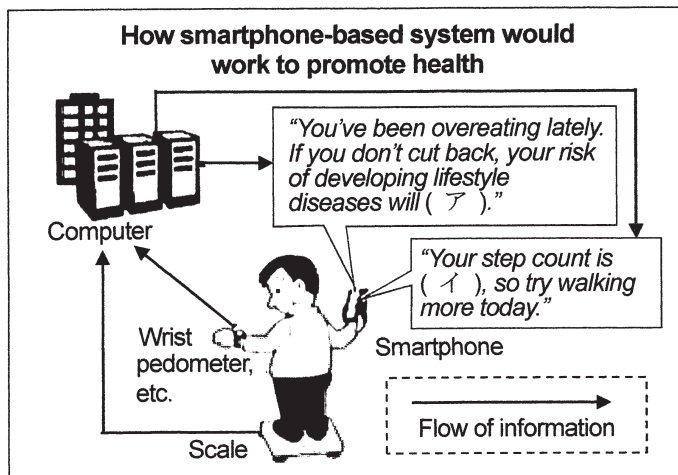 How smartphone-based system would
work to promote health
“You’ve been overeating lately.
If you don’t cut back, your risk
of developing lifestyle
diseases will ( ア ).”
Computer
“Your step count is
( イ ), so try walking
more today.”
Wrist
pedometer,
etc.
Smartphone
Scale
Flow of information